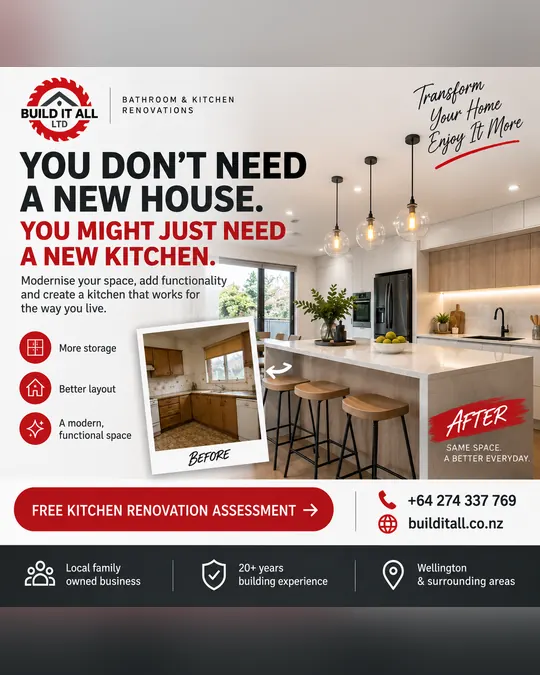 BUILD IT ALL
LTD
BATHROOM & KITCHEN
RENOVATIONS
Transform
Your Home
Enjoy It More
YOU DON'T NEED
A NEW HOUSE.
YOU MIGHT JUST NEED
A NEW KITCHEN.
Modernise your space, add functionality
and create a kitchen that works for
the way you live.
More storage
Better layout
A modern,
functional space
BEFORE
AFTER
SAME SPACE.
A BETTER EVERYDAY.
FREE KITCHEN RENOVATION ASSESSMENT →
+64 274 337 769
builditall.co.nz
Local family
owned business
20+ years
building experience
Wellington
& surrounding areas